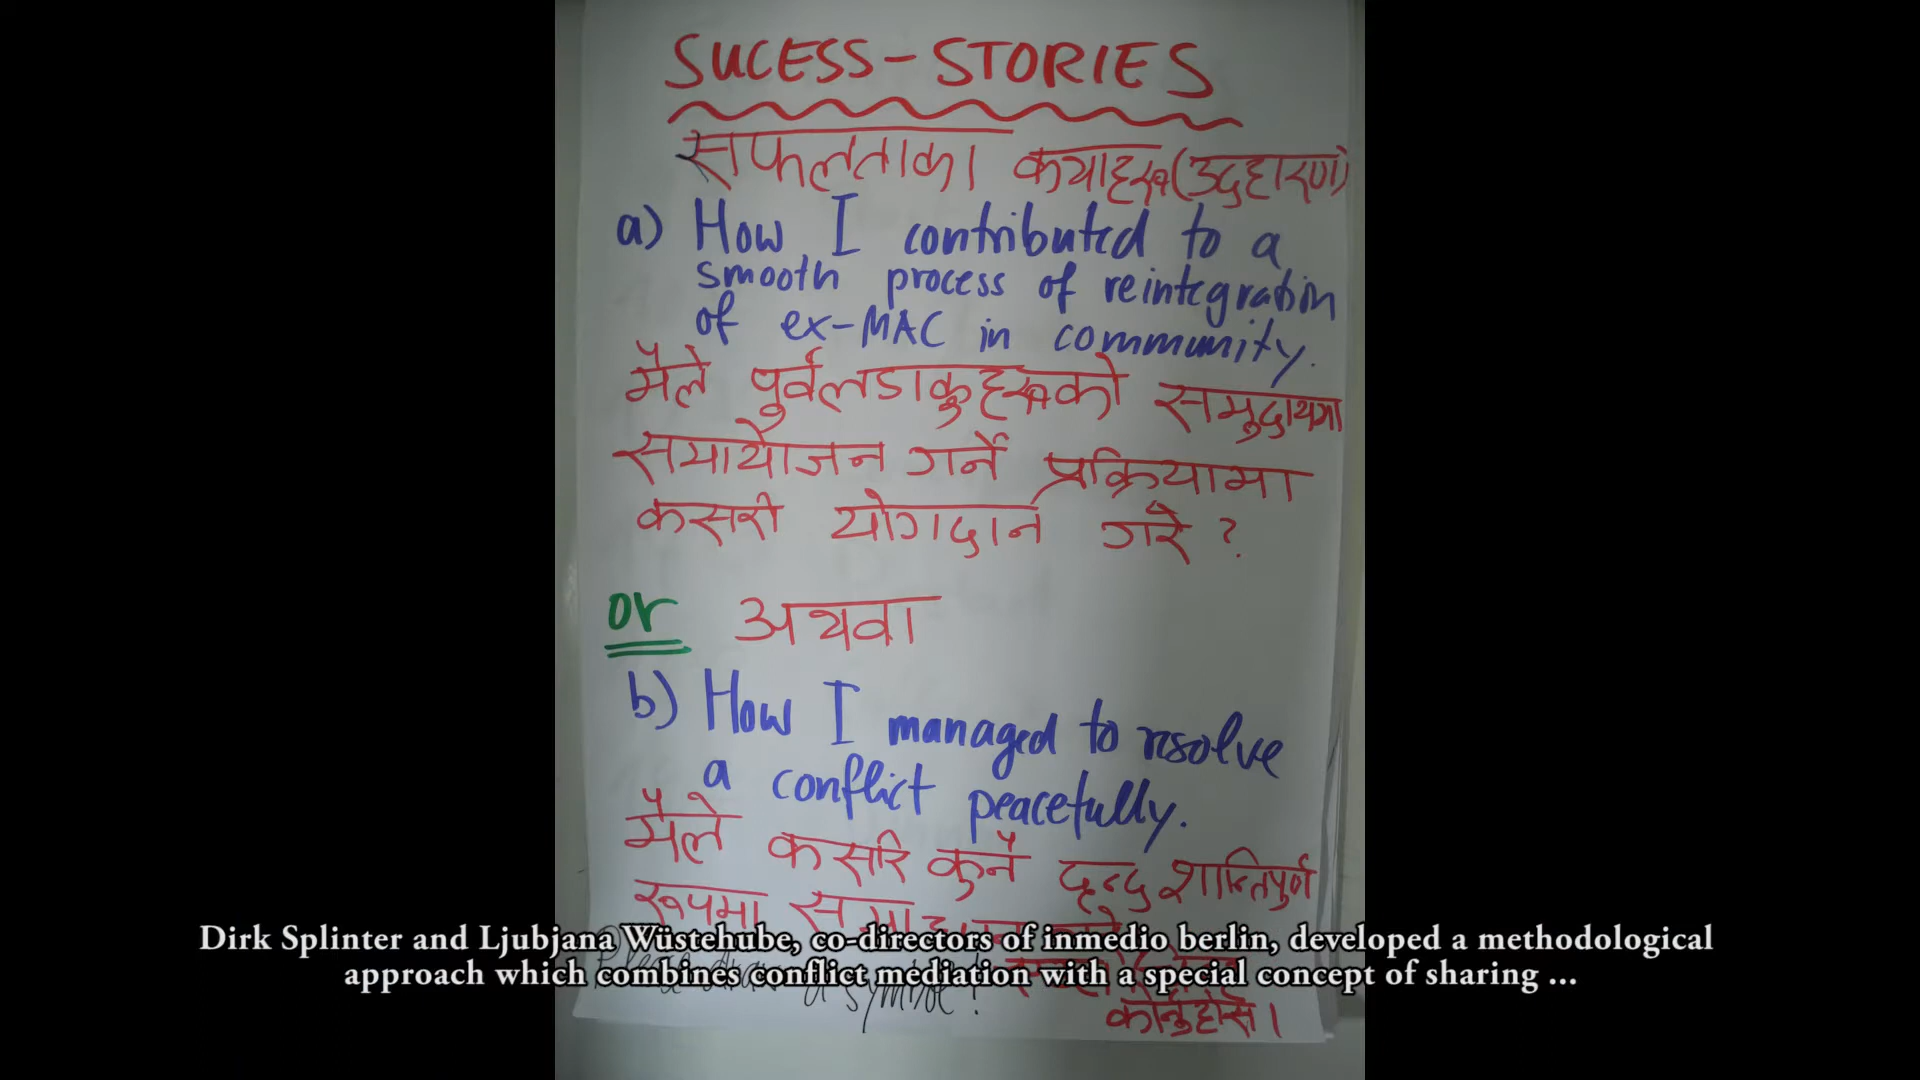 SUCESS-STORIES
सफलताका कथाहरू (उदाहारण)
a) How I contributed to a
smooth process of reintegration
of ex-MAC in community.
मैले पुर्वलडाकुहरूको समुदायमा
समायोजन गर्ने प्रक्रियामा
कसरी योगदान गरे ?
or अथवा
b) How I managed to resolve
a conflict peacefully.
मैले कसरि कुनै द्वन्द्व शान्तिपुर्ण
रूपमा
Dirk Splinter and Ljubjana Wüstehube, co-directors of inmedio berlin, developed a methodological
approach which combines conflict mediation with a special concept of sharing ...
a symbol!
कोर्नुहोस।